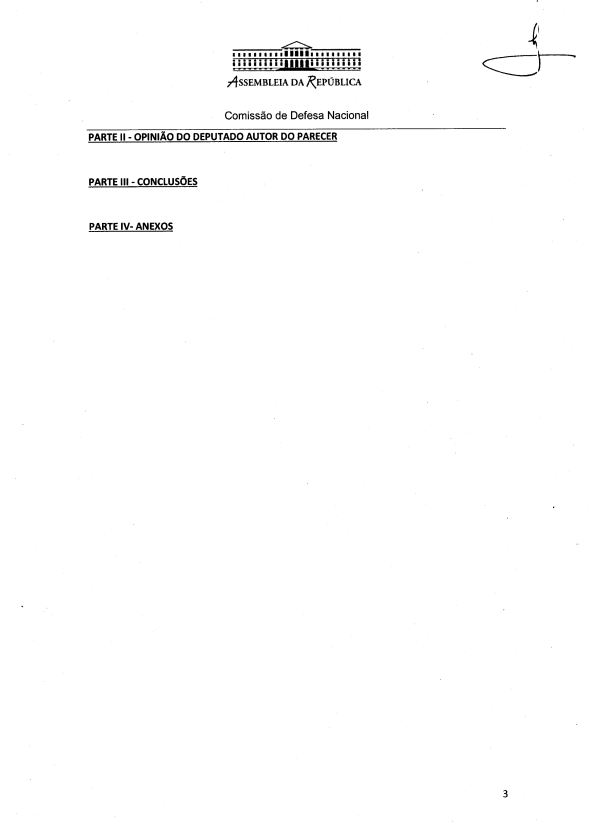 ASSEMBLEIA DA REPÚBLICA
Comissão de Defesa Nacional
PARTE II - OPINIÃO DO DEPUTADO AUTOR DO PARECER
PARTE III - CONCLUSÕES
PARTE IV- ANEXOS
3